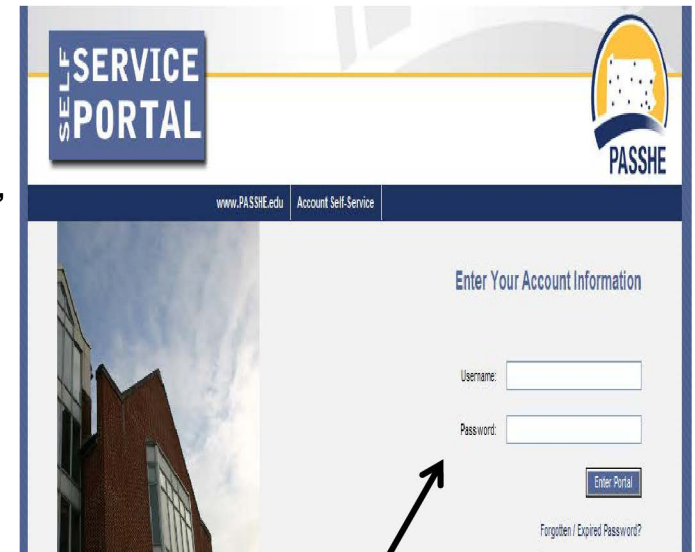 SELF SERVICE PORTAL
PASSHE
,
www.PASSHE.edu Account Self-Service
Enter Your Account Information
Username:
Password:
Enter Portal
Forgotten / Expired Password?